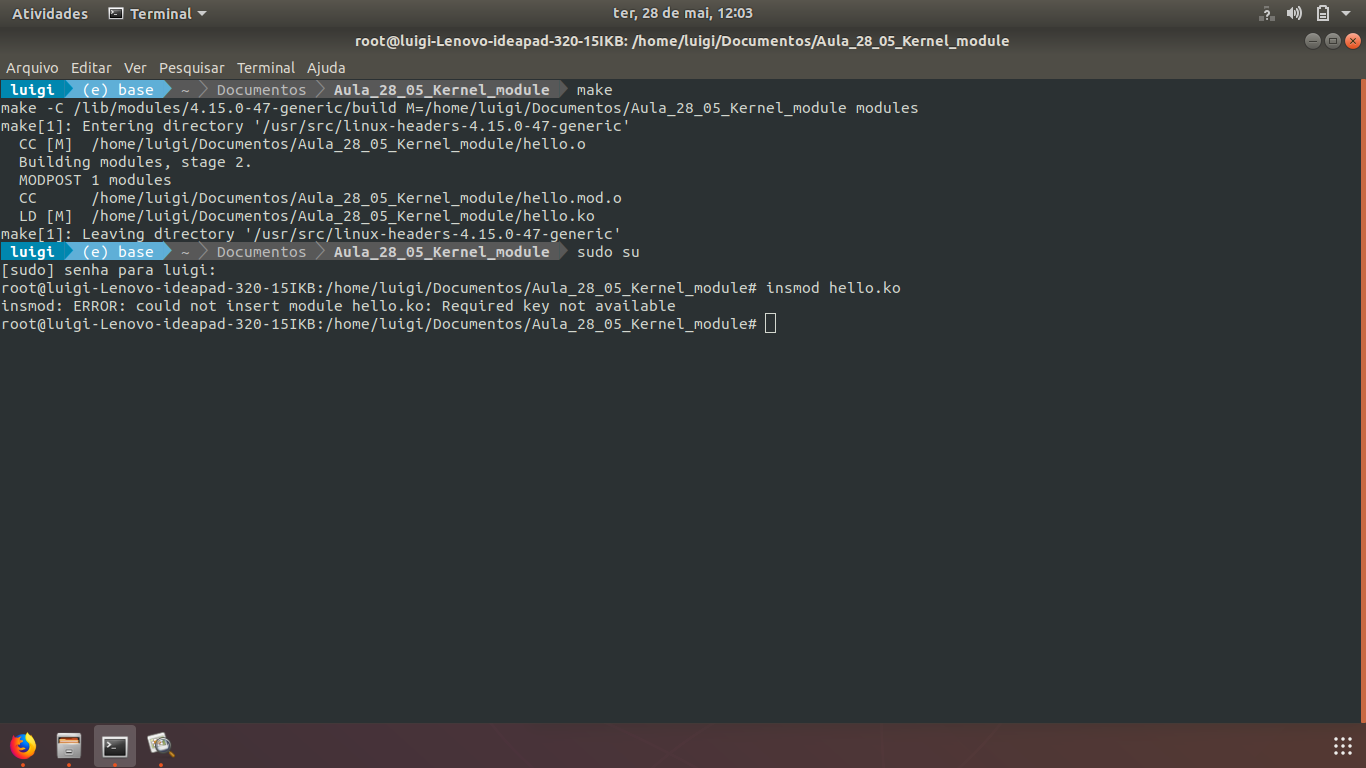 Atividades Terminal ter, 28 de mai, 12:03
root@luigi-Lenovo-ideapad-320-15IKB: /home/luigi/Documentos/Aula_28_05_Kernel_module
Arquivo Editar Ver Pesquisar Terminal Ajuda
luigi (e) base ~ Documentos Aula_28_05_Kernel_module make
make -C /lib/modules/4.15.0-47-generic/build M=/home/luigi/Documentos/Aula_28_05_Kernel_module modules
make[1]: Entering directory '/usr/src/linux-headers-4.15.0-47-generic'
CC [M] /home/luigi/Documentos/Aula_28_05_Kernel_module/hello.o
Building modules, stage 2.
MODPOST 1 modules
CC /home/luigi/Documentos/Aula_28_05_Kernel_module/hello.mod.o
LD [M] /home/luigi/Documentos/Aula_28_05_Kernel_module/hello.ko
make[1]: Leaving directory '/usr/src/linux-headers-4.15.0-47-generic'
luigi (e) base ~ Documentos Aula_28_05_Kernel_module sudo su
[sudo] senha para luigi:
root@luigi-Lenovo-ideapad-320-15IKB:/home/luigi/Documentos/Aula_28_05_Kernel_module# insmod hello.ko
insmod: ERROR: could not insert module hello.ko: Required key not available
root@luigi-Lenovo-ideapad-320-15IKB:/home/luigi/Documentos/Aula_28_05_Kernel_module#